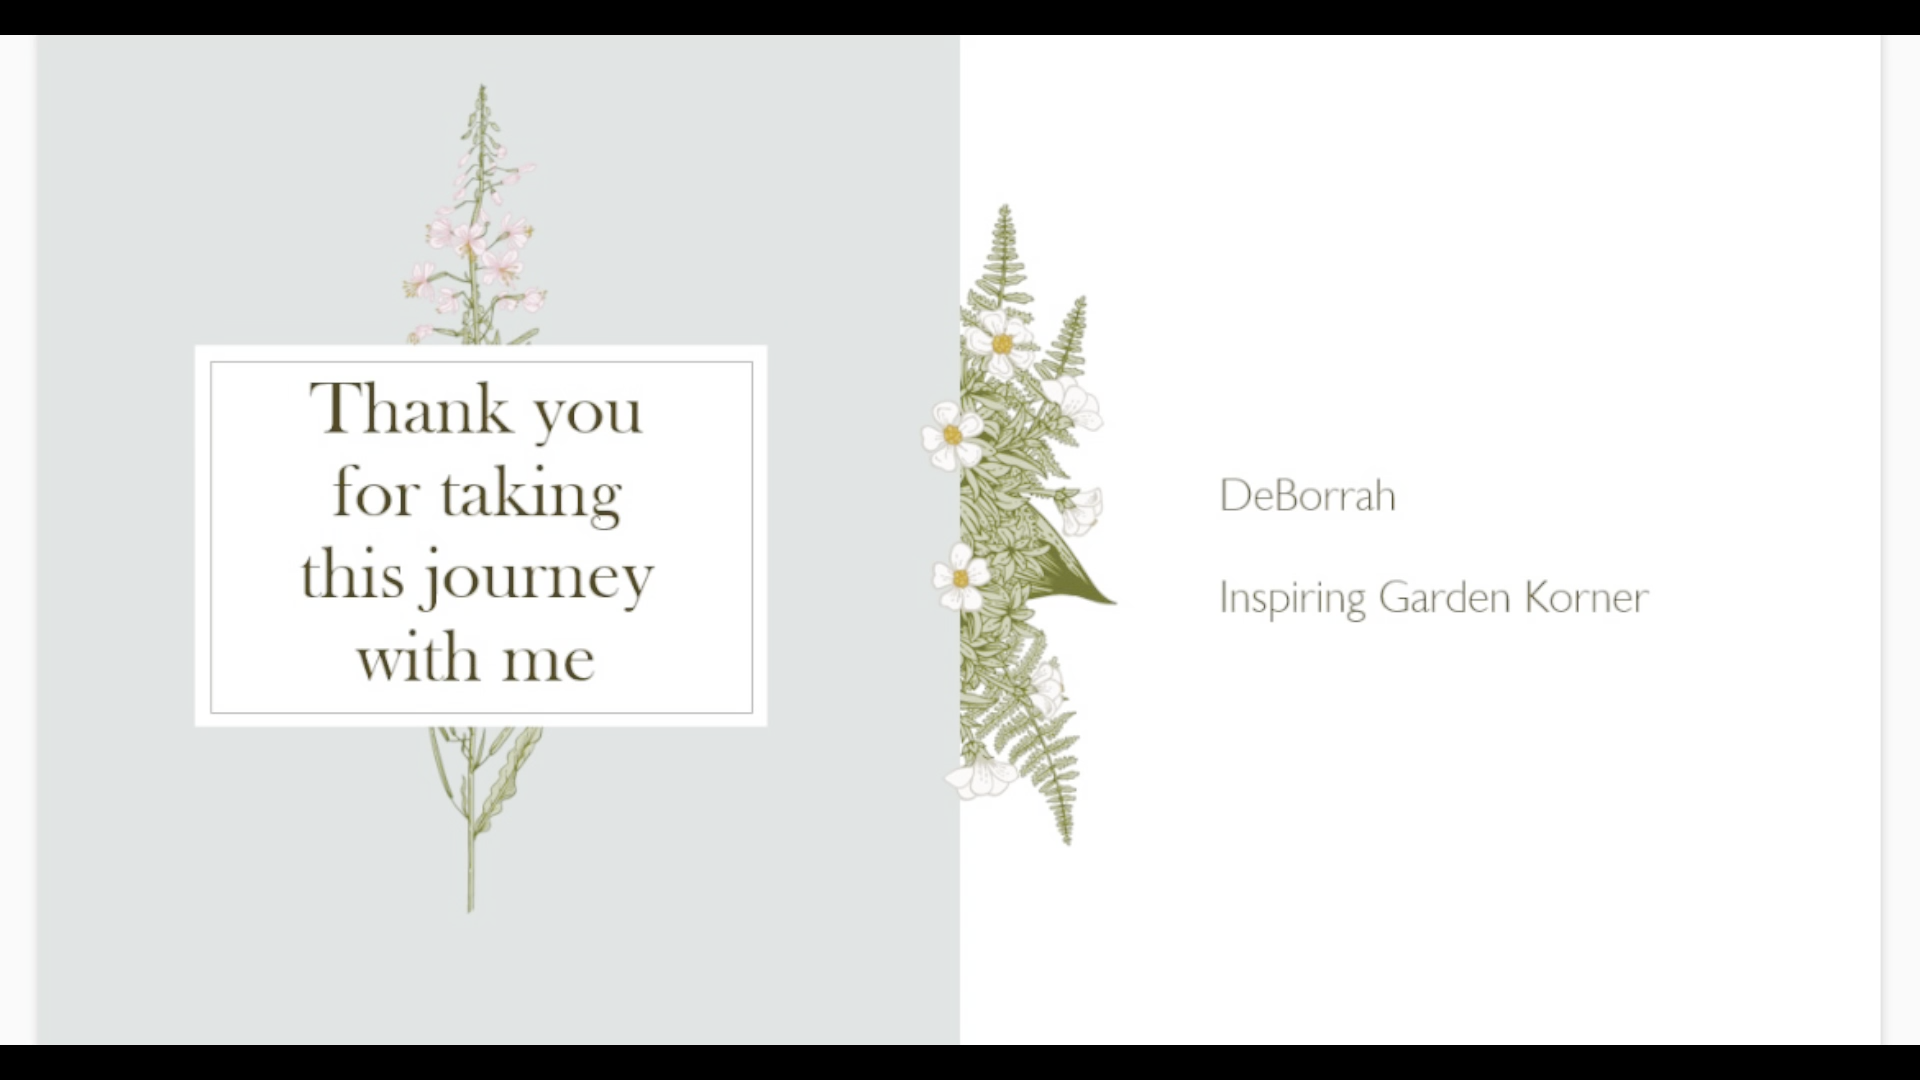 Thank you
for taking
this journey
with me
DeBorrah
Inspiring Garden Korner